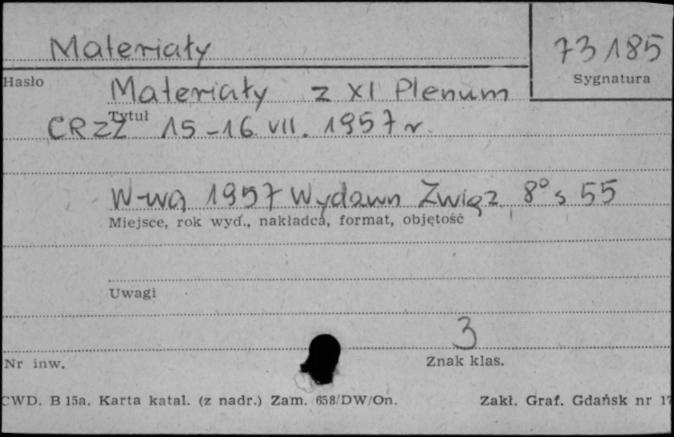 Materiały 73185
Hasło Sygnatura
Materiały z XI Plenum
Tytuł
CRZZ 15-16 VII. 1957 r.
W-wa 1957 Wydawn Związ 8° s 55
Miejsce, rok wyd., nakładca, format, objętość
Uwagi
3
Nr inw. Znak klas.
CWD. B 15a. Karta katal. (z nadr.) Zam. 658/DW/On. Zakł. Graf. Gdańsk nr 17